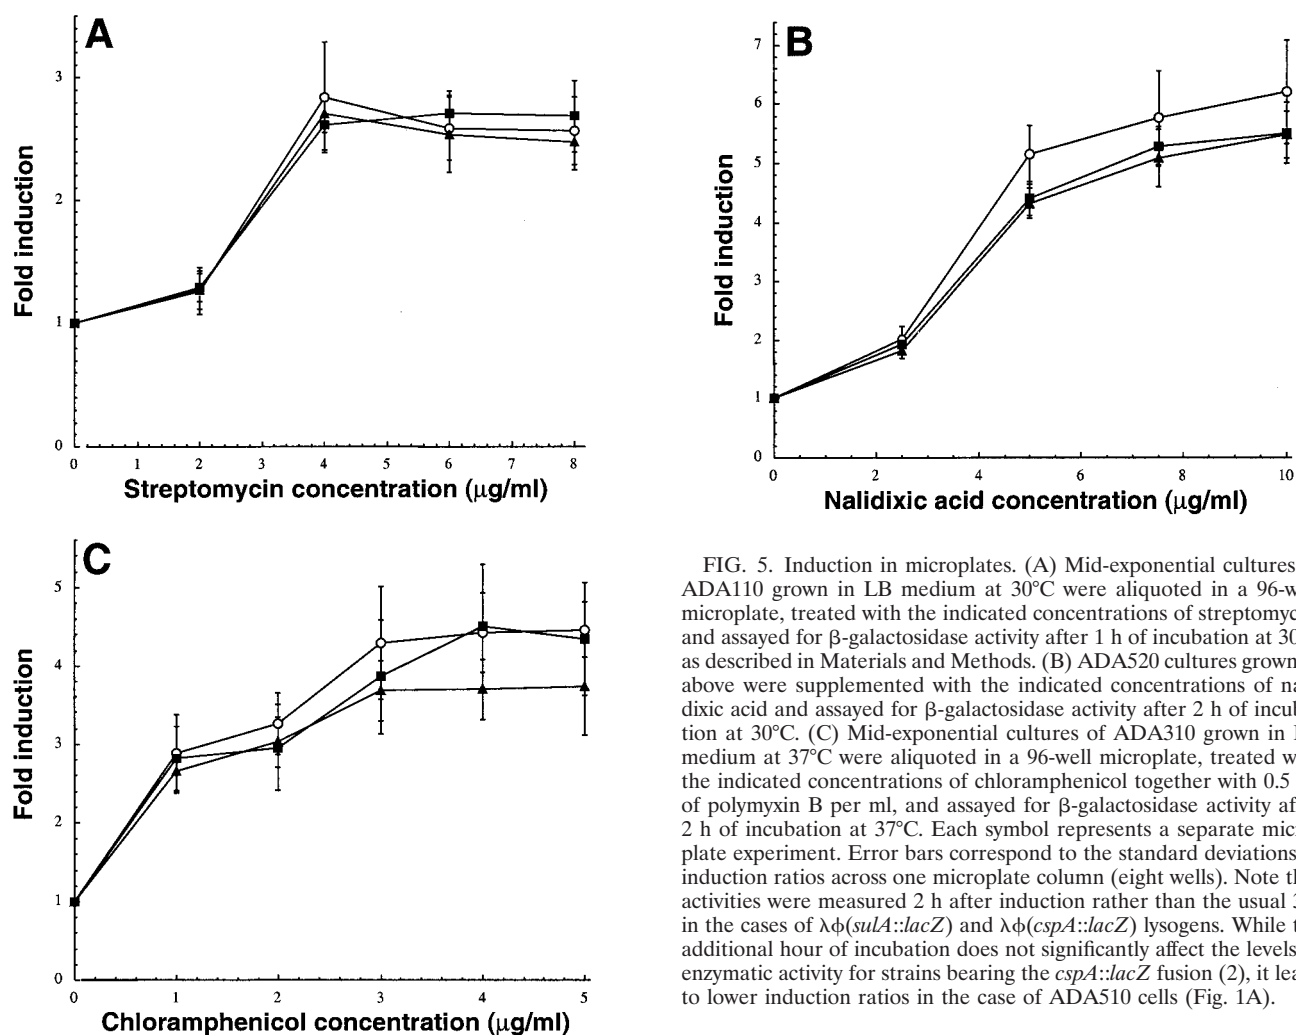 A
3
2
1
0
Fold induction
0 1 2 3 4 5 6 7 8
Streptomycin concentration (µg/ml)
B
7
6
5
4
3
2
1
0
Fold induction
0 2 4 6 8 10
Nalidixic acid concentration (µg/ml)
C
5
4
3
2
1
0
Fold induction
0 1 2 3 4 5
Chloramphenicol concentration (µg/ml)
FIG. 5. Induction in microplates. (A) Mid-exponential cultures
ADA110 grown in LB medium at 30°C were aliquoted in a 96-w
microplate, treated with the indicated concentrations of streptomyc
and assayed for β-galactosidase activity after 1 h of incubation at 30
as described in Materials and Methods. (B) ADA520 cultures grown
above were supplemented with the indicated concentrations of na
dixic acid and assayed for β-galactosidase activity after 2 h of incub
tion at 30°C. (C) Mid-exponential cultures of ADA310 grown in
medium at 37°C were aliquoted in a 96-well microplate, treated w
the indicated concentrations of chloramphenicol together with 0.5
of polymyxin B per ml, and assayed for β-galactosidase activity af
2 h of incubation at 37°C. Each symbol represents a separate mic
plate experiment. Error bars correspond to the standard deviations
induction ratios across one microplate column (eight wells). Note th
activities were measured 2 h after induction rather than the usual 3
in the cases of λϕ(sulA::lacZ) and λϕ(cspA::lacZ) lysogens. While t
additional hour of incubation does not significantly affect the levels
enzymatic activity for strains bearing the cspA::lacZ fusion (2), it lea
to lower induction ratios in the case of ADA510 cells (Fig. 1A).